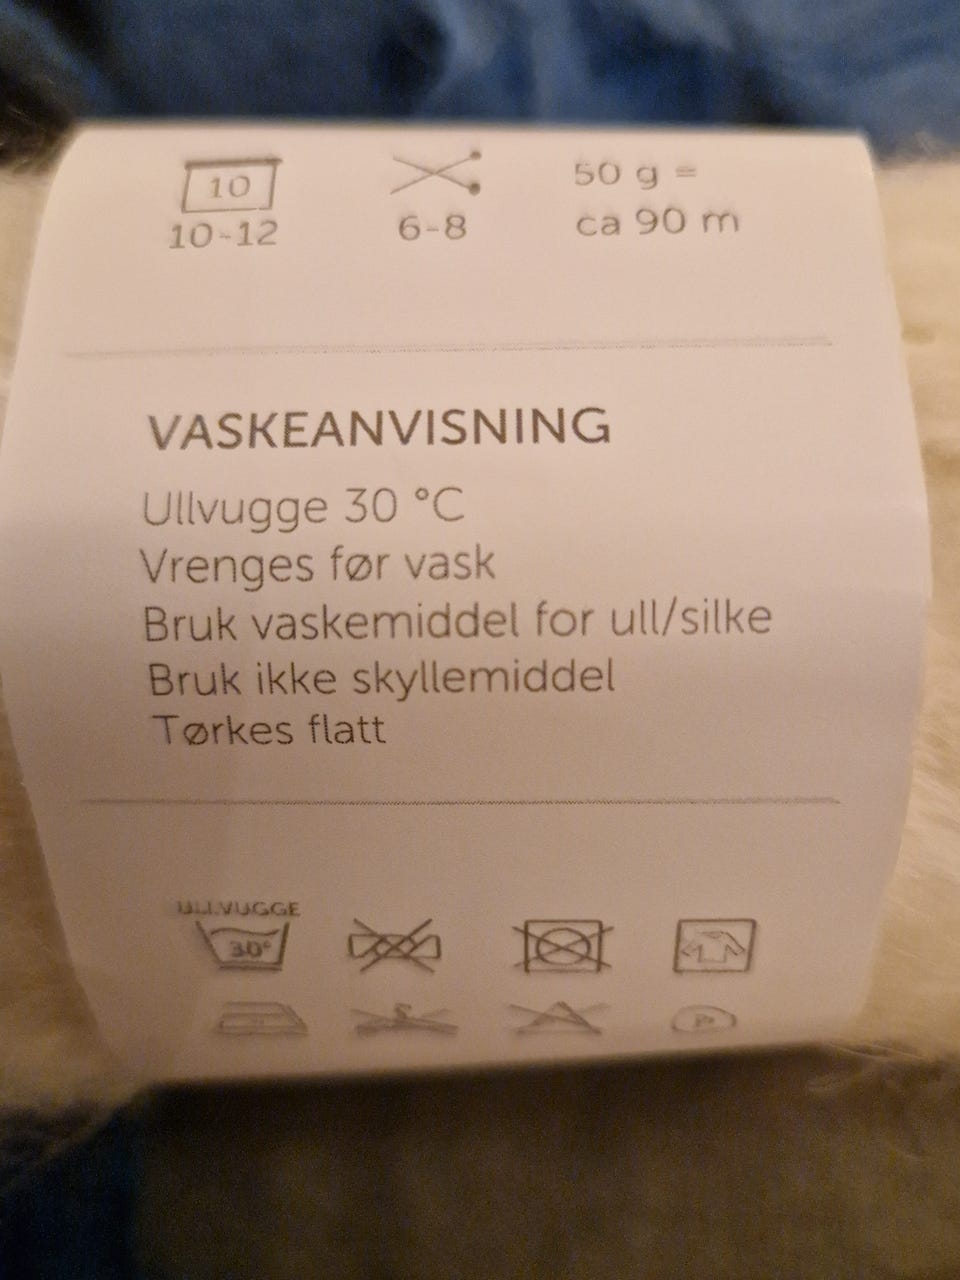 10
10-12
6-8
50 g =
ca 90 m
VASKEANVISNING
Ullvugge 30 °C
Vrenges før vask
Bruk vaskemiddel for ull/silke
Bruk ikke skyllemiddel
Tørkes flatt
ULLVUGGE
30°
P